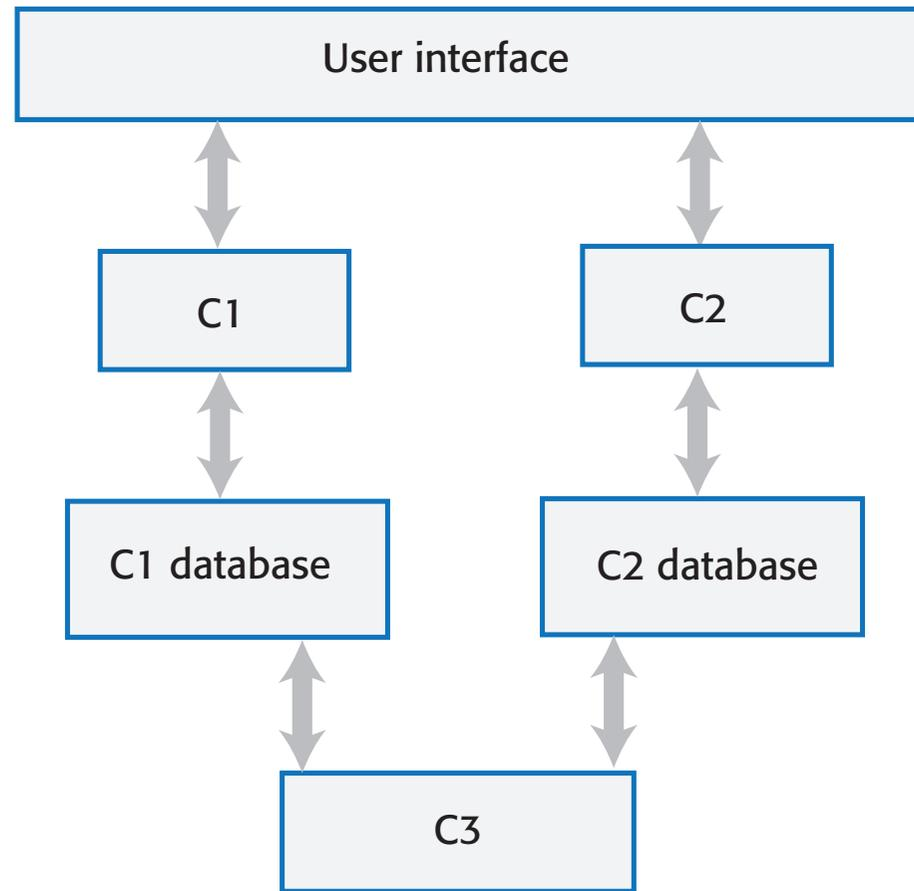 User interface
C1
C2
C1 database
C2 database
C3